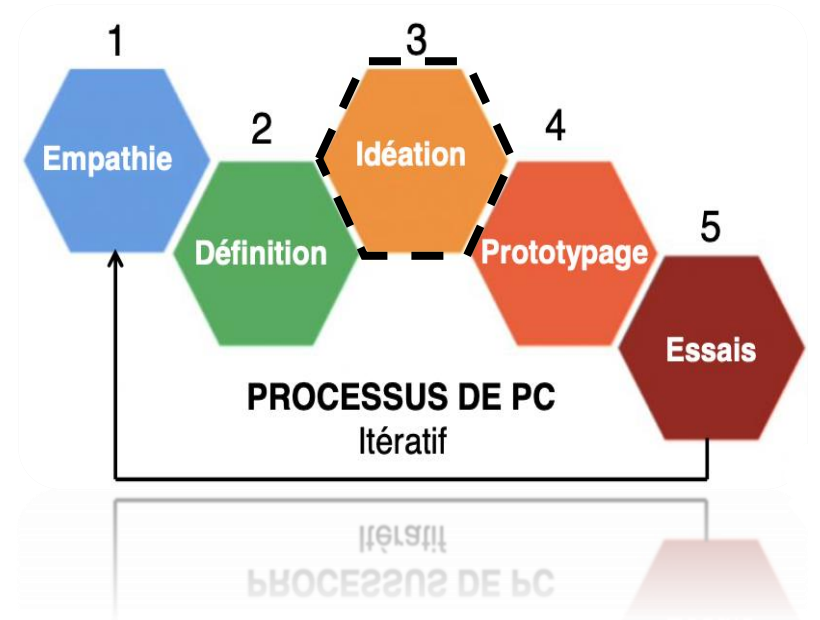 1
Empathie
2
Définition
3
Idéation
4
Prototypage
5
Essais
PROCESSUS DE PC
Itératif